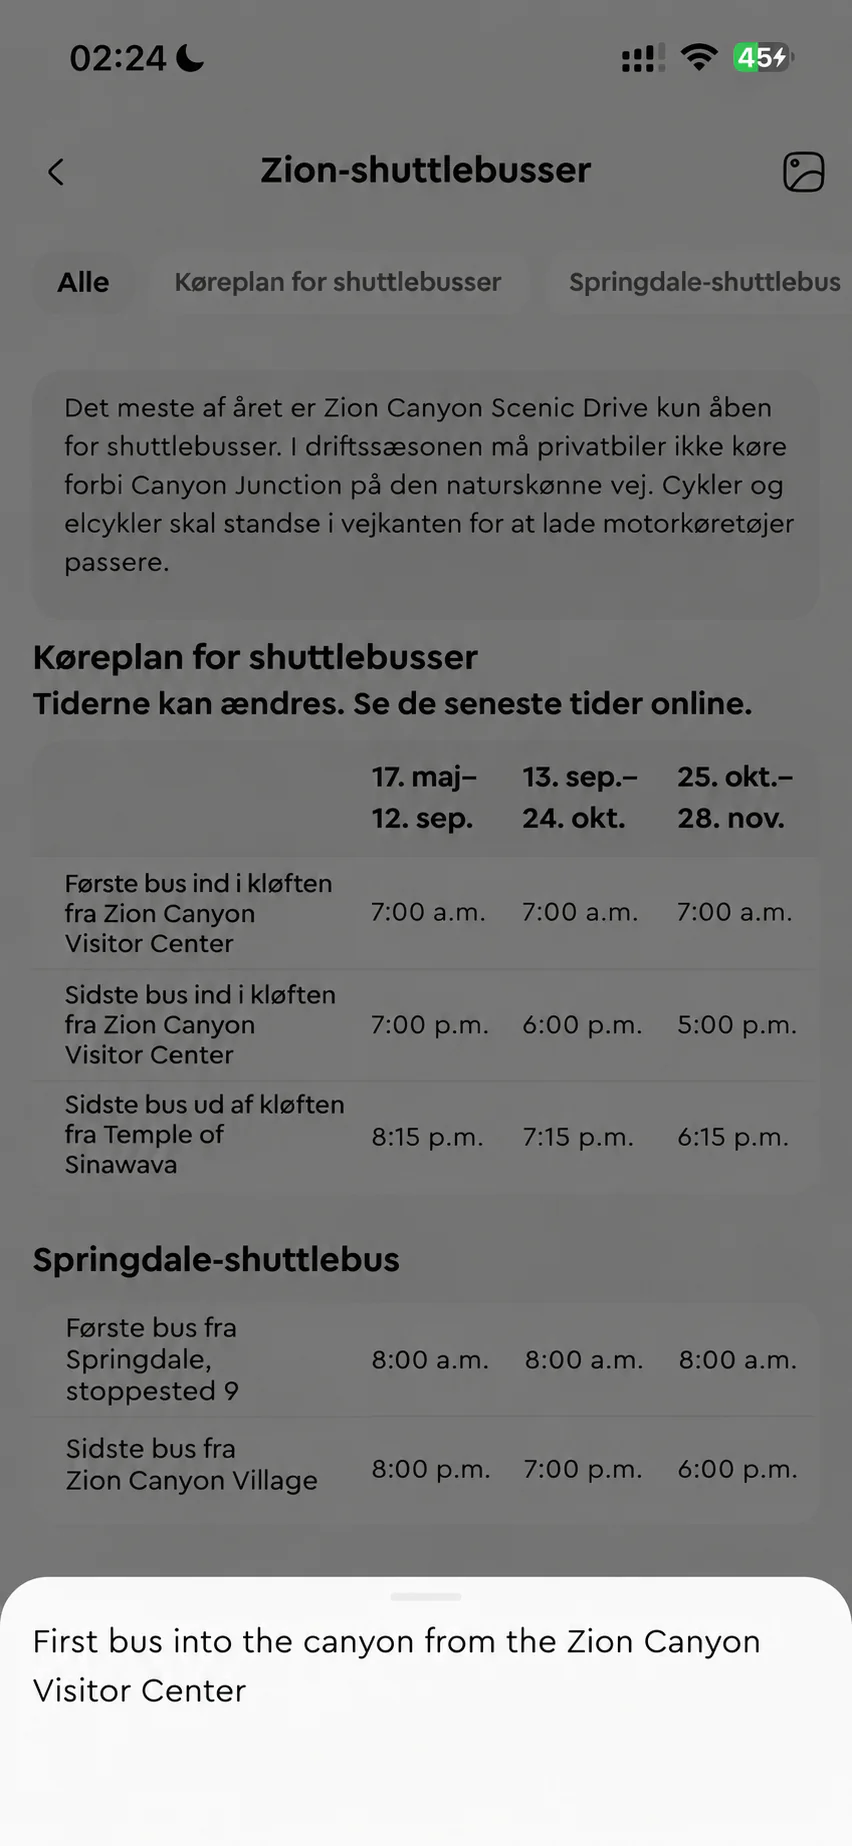 02:24
45
Zion-shuttlebusser
Alle
Køreplan for shuttlebusser
Springdale-shuttlebus
Det meste af året er Zion Canyon Scenic Drive kun åben
for shuttlebusser. I driftssæsonen må privatbiler ikke køre
forbi Canyon Junction på den naturskønne vej. Cykler og
elcykler skal standse i vejkanten for at lade motorkøretøjer
passere.
Køreplan for shuttlebusser
Tiderne kan ændres. Se de seneste tider online.
17. maj–
12. sep.
13. sep.–
24. okt.
25. okt.–
28. nov.
Første bus ind i kløften
fra Zion Canyon
Visitor Center
7:00 a.m.
7:00 a.m.
7:00 a.m.
Sidste bus ind i kløften
fra Zion Canyon
Visitor Center
7:00 p.m.
6:00 p.m.
5:00 p.m.
Sidste bus ud af kløften
fra Temple of
Sinawava
8:15 p.m.
7:15 p.m.
6:15 p.m.
Springdale-shuttlebus
Første bus fra
Springdale,
stoppested 9
8:00 a.m.
8:00 a.m.
8:00 a.m.
Sidste bus fra
Zion Canyon Village
8:00 p.m.
7:00 p.m.
6:00 p.m.
First bus into the canyon from the Zion Canyon
Visitor Center